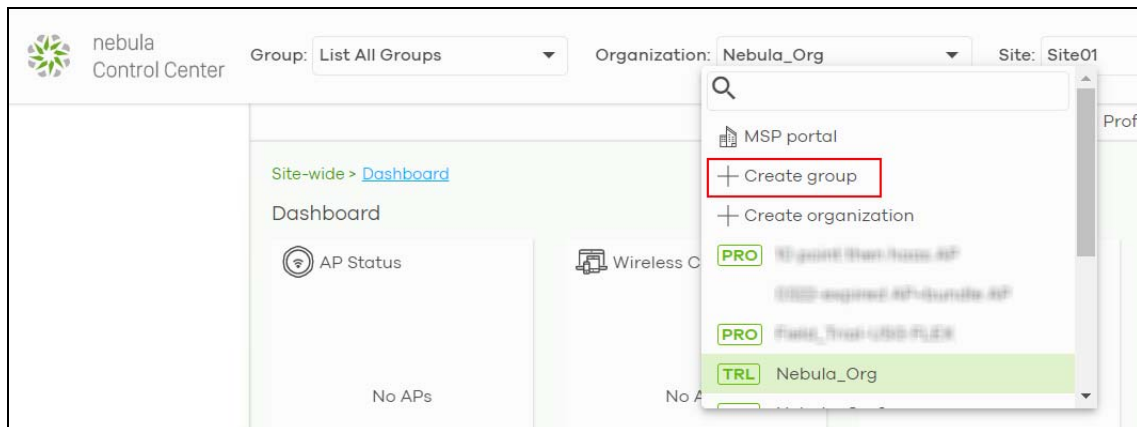 nebula
Control Center
Group: List All Groups
Organization: Nebula_Org
Site: Site01
MSP portal
Prof
Create group
Site-wide > Dashboard
Create organization
Dashboard
AP Status
Wireless C
PRO
PRO
TRL Nebula_Org
No APs
No A